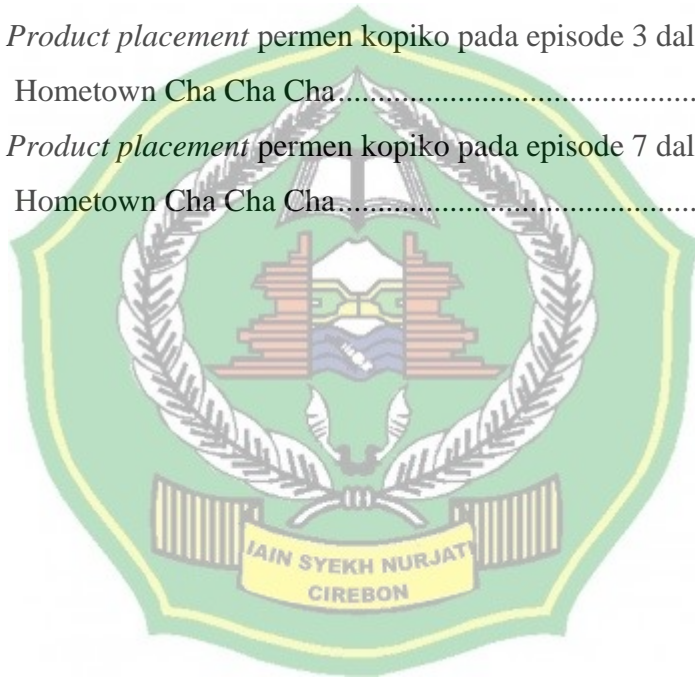 Product placement permen kopiko pada episode 3 dal
Hometown Cha Cha Cha.......................................
Product placement permen kopiko pada episode 7 dal
Hometown Cha Cha Cha.......................................
IAIN SYEKH NURJATI
CIREBON